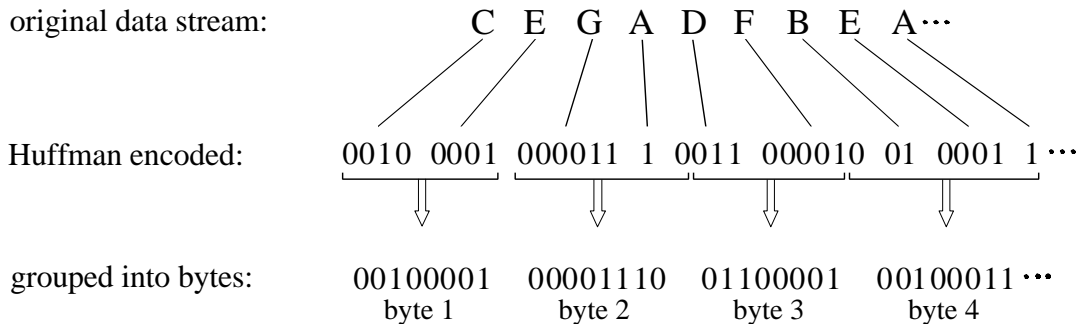 original data stream: C E G A D F B E A •••
Huffman encoded: 0010 0001 000011 1 0011 000010 01 0001 1 •••
grouped into bytes: 00100001 00001110 01100001 00100011 •••
byte 1 byte 2 byte 3 byte 4